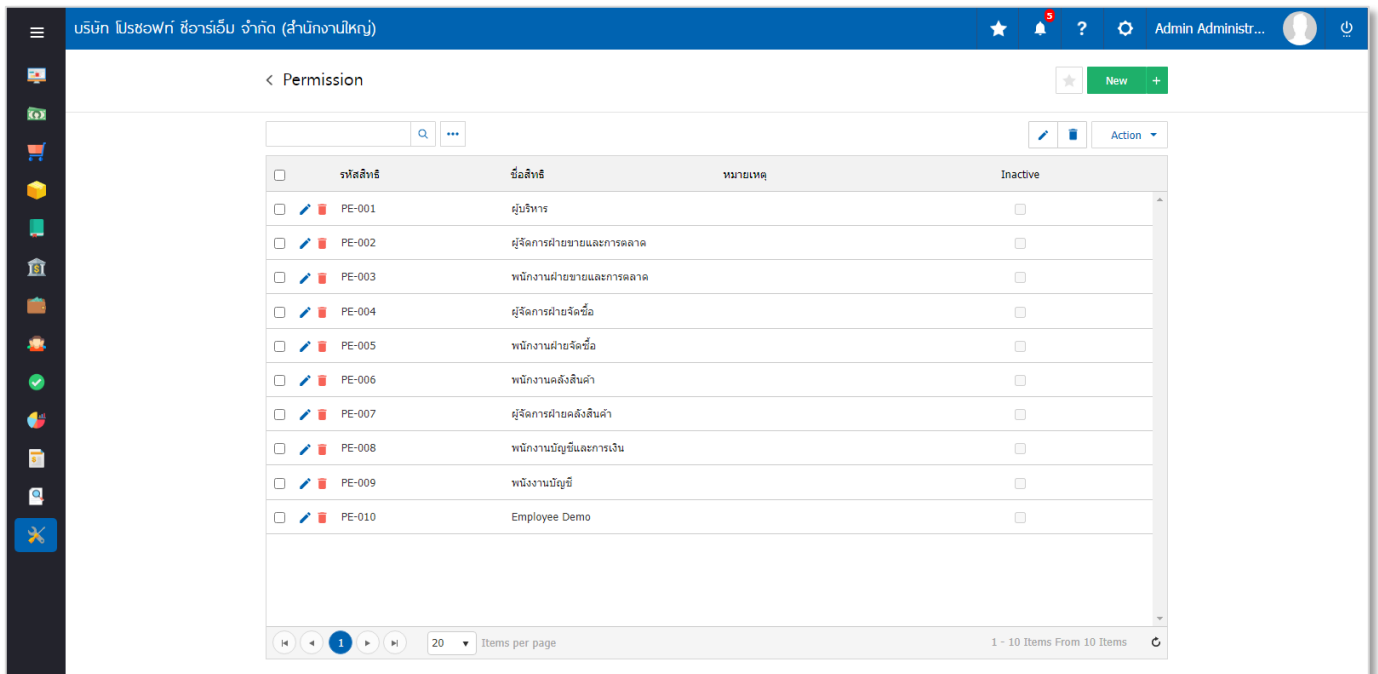 บริษัท โปรซอฟท์ ซีอาร์เอ็ม จำกัด (สำนักงานใหญ่) 5 ? Admin Administr...
Permission New +
Action
รหัสสิทธิ ชื่อสิทธิ หมายเหตุ Inactive
PE-001 ผู้บริหาร
PE-002 ผู้จัดการฝ่ายขายและการตลาด
PE-003 พนักงานฝ่ายขายและการตลาด
PE-004 ผู้จัดการฝ่ายจัดซื้อ
PE-005 พนักงานฝ่ายจัดซื้อ
PE-006 พนักงานคลังสินค้า
PE-007 ผู้จัดการฝ่ายคลังสินค้า
PE-008 พนักงานบัญชีและการเงิน
PE-009 พนังงานบัญชี
PE-010 Employee Demo
1 20 Items per page 1 - 10 Items From 10 Items